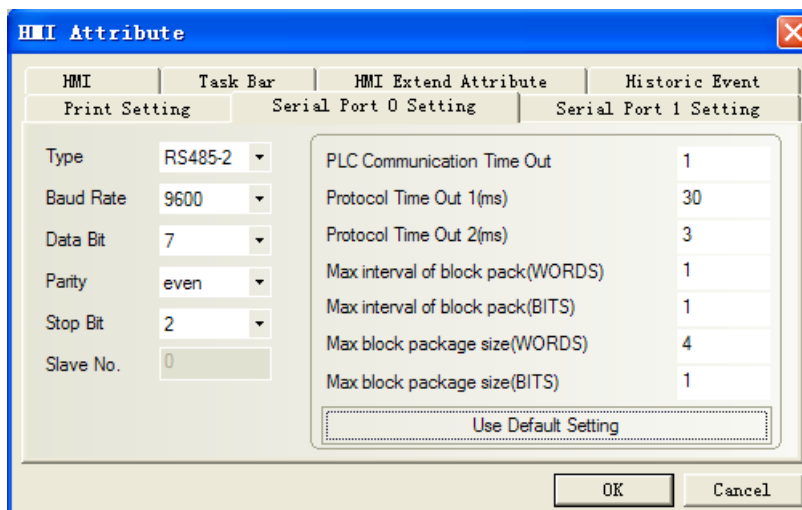 HMI Attribute
HMI Task Bar HMI Extend Attribute Historic Event
Print Setting Serial Port 0 Setting Serial Port 1 Setting
Type RS485-2
Baud Rate 9600
Data Bit 7
Parity even
Stop Bit 2
Slave No. 0
PLC Communication Time Out 1
Protocol Time Out 1(ms) 30
Protocol Time Out 2(ms) 3
Max interval of block pack(WORDS) 1
Max interval of block pack(BITS) 1
Max block package size(WORDS) 4
Max block package size(BITS) 1
Use Default Setting
OK Cancel